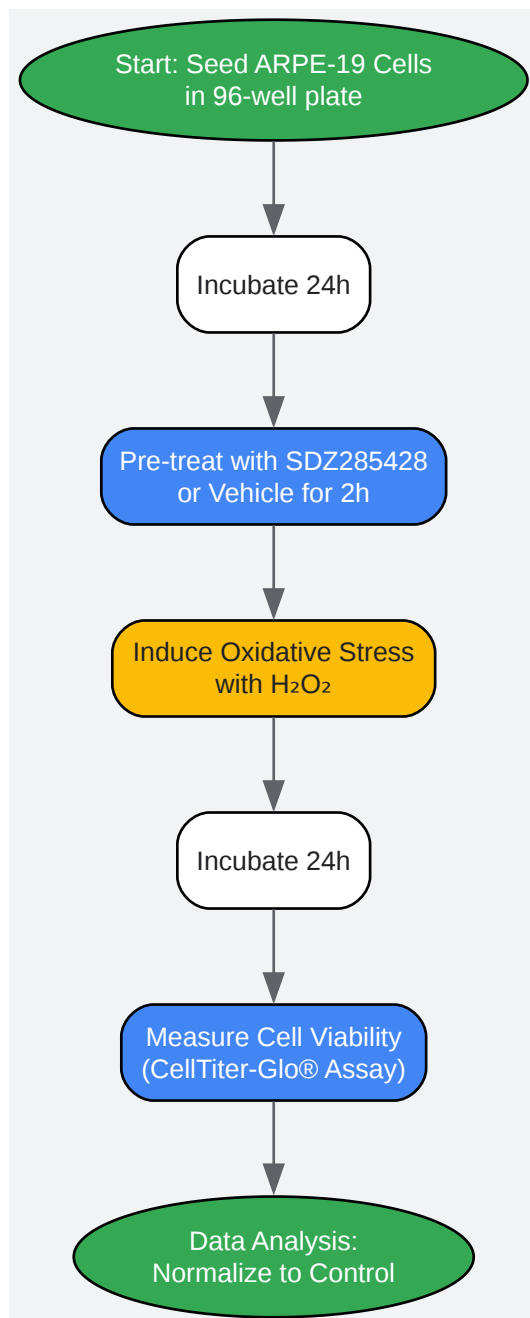 Start: Seed ARPE-19 Cells
in 96-well plate
Incubate 24h
Pre-treat with SDZ285428
or Vehicle for 2h
Induce Oxidative Stress
with H₂O₂
Incubate 24h
Measure Cell Viability
(CellTiter-Glo® Assay)
Data Analysis:
Normalize to Control